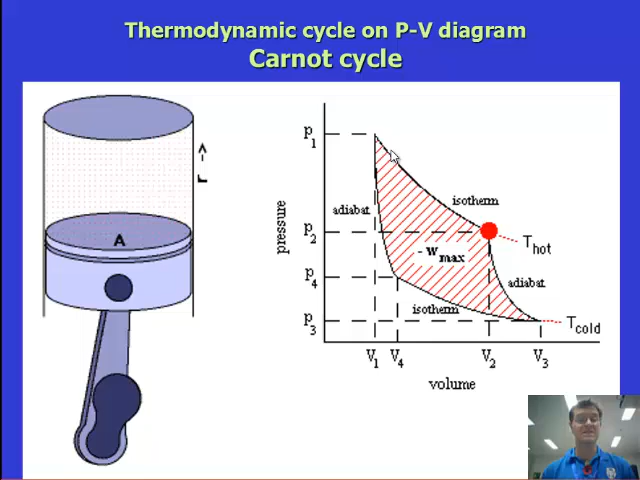 Thermodynamic cycle on P-V diagram
Carnot cycle
r -->
A
pressure
p1
p2
p4
p3
adiabat
isotherm
- wmax
Thot
adiabat
isotherm
Tcold
V1 V4 V2 V3
volume